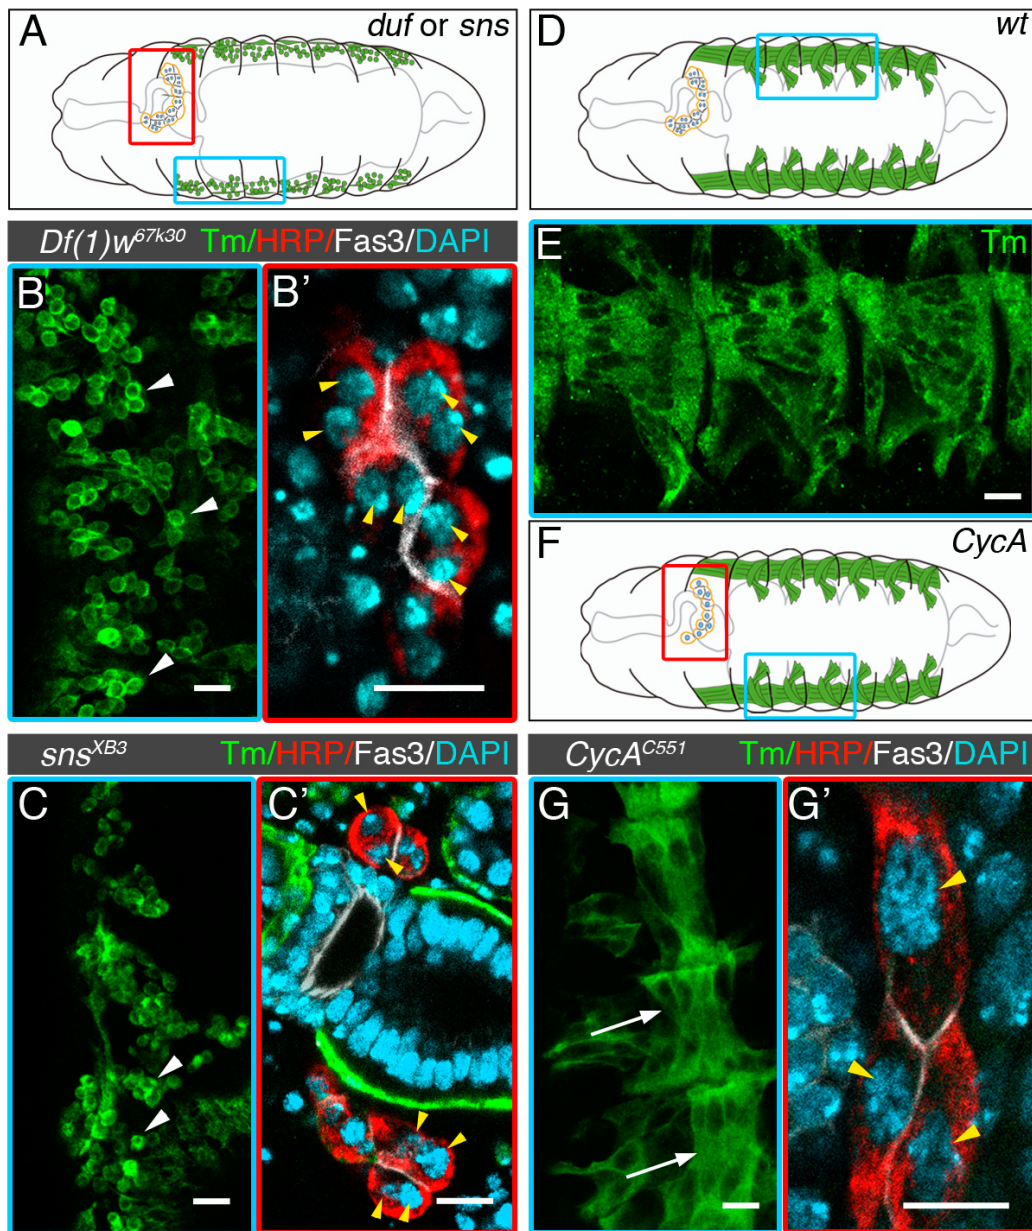 A duf or sns
D wt
Df(1)w67k30 Tm/HRP/Fas3/DAPI
B
B'
E Tm
F CycA
snsXB3 Tm/HRP/Fas3/DAPI
CycAC551 Tm/HRP/Fas3/DAPI
C
C'
G
G'